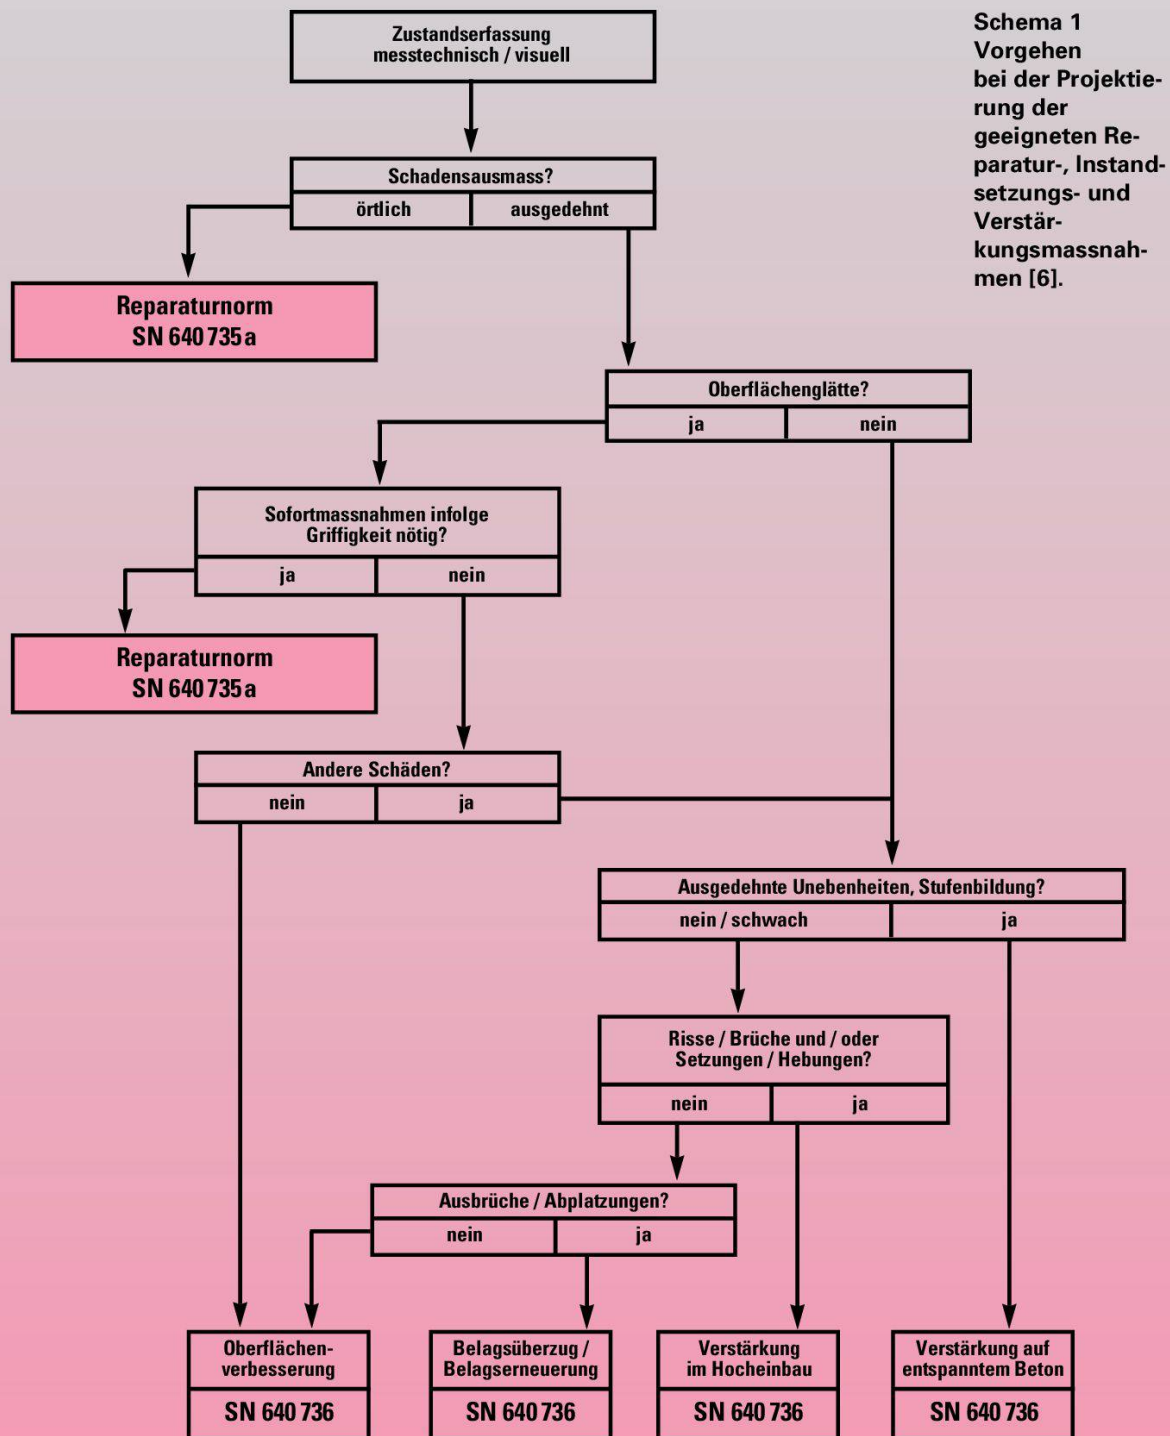 Zustandserfassung
messtechnisch / visuell
Schema 1
Vorgehen
bei der Projektie-
rung der
geeigneten Re-
paratur-, Instand-
setzungs- und
Verstär-
kungsmassnah-
men [6].
Schadensausmass?
örtlich
ausgedehnt
Reparaturnorm
SN 640 735 a
Oberflächenglätte?
ja
nein
Sofortmassnahmen infolge
Griffigkeit nötig?
ja
nein
Reparaturnorm
SN 640 735 a
Andere Schäden?
nein
ja
Ausgedehnte Unebenheiten, Stufenbildung?
nein / schwach
ja
Risse / Brüche und / oder
Setzungen / Hebungen?
nein
ja
Ausbrüche / Abplatzungen?
nein
ja
Oberflächen-
verbesserung
SN 640 736
Belagsüberzug /
Belagserneuerung
SN 640 736
Verstärkung
im Hocheinbau
SN 640 736
Verstärkung auf
entspanntem Beton
SN 640 736